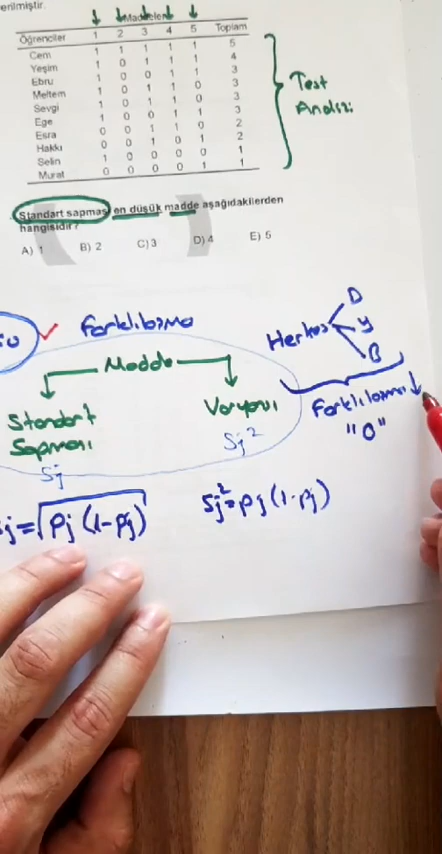 erilmiştir.
Maddeler
Öğrenciler 1 2 3 4 5 Toplam
Cem 1 1 1 1 1 5
Yeşim 1 0 1 1 1 4
Ebru 1 0 0 1 1 3
Meltem 1 0 1 1 0 3
Sevgi 1 0 1 1 0 3
Ege 1 0 0 1 1 3
Esra 0 0 1 1 0 2
Hakkı 0 0 1 0 1 2
Selin 1 0 0 0 0 1
Murat 0 0 0 0 1 1
Test
Analizi
Standart sapması en düşük madde aşağıdakilerden
hangisidir?
A) 1 B) 2 C) 3 D) 4 E) 5
Farklılaşma
Madde
Standart
Sapması
Sj
Varyansı
Sj²
Herkes
D
Y
B
Farklılaşma ↓
"0"
Sj = √Pj (1-Pj)
Sj² = Pj (1-Pj)